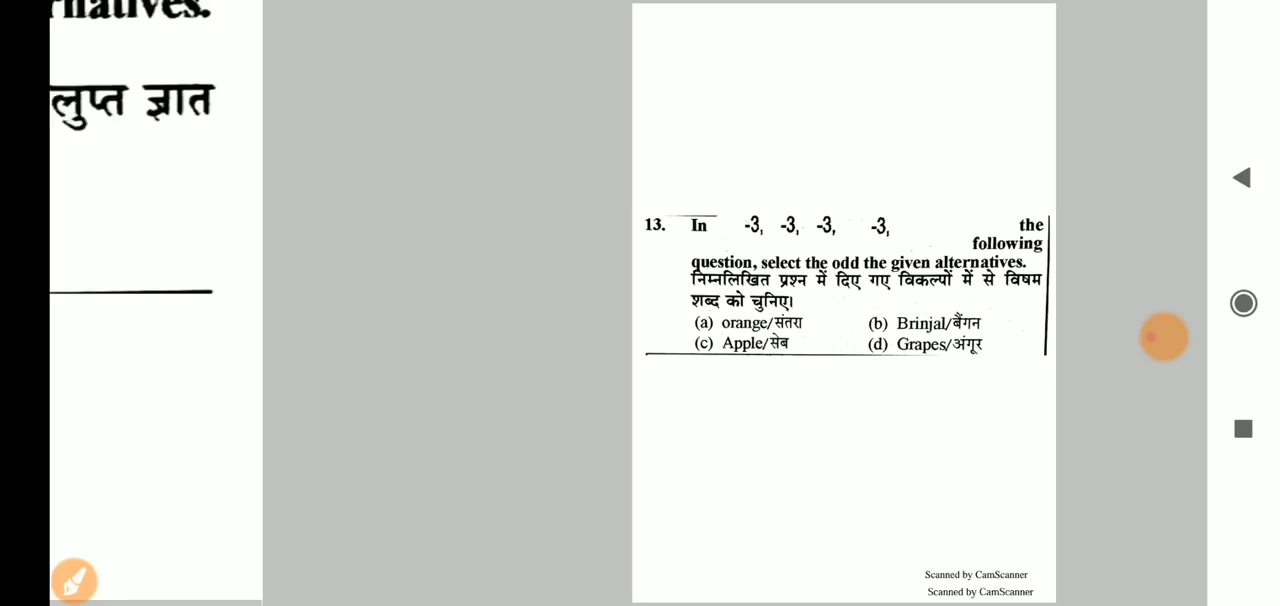 rnatives.
लुप्त ज्ञात
13. In -3, -3, -3, -3, the
following
question, select the odd the given alternatives.
निम्नलिखित प्रश्न में दिए गए विकल्पों में से विषम
शब्द को चुनिए।
(a) orange/संतरा (b) Brinjal/बैंगन
(c) Apple/सेब (d) Grapes/अंगूर
Scanned by CamScanner
Scanned by CamScanner